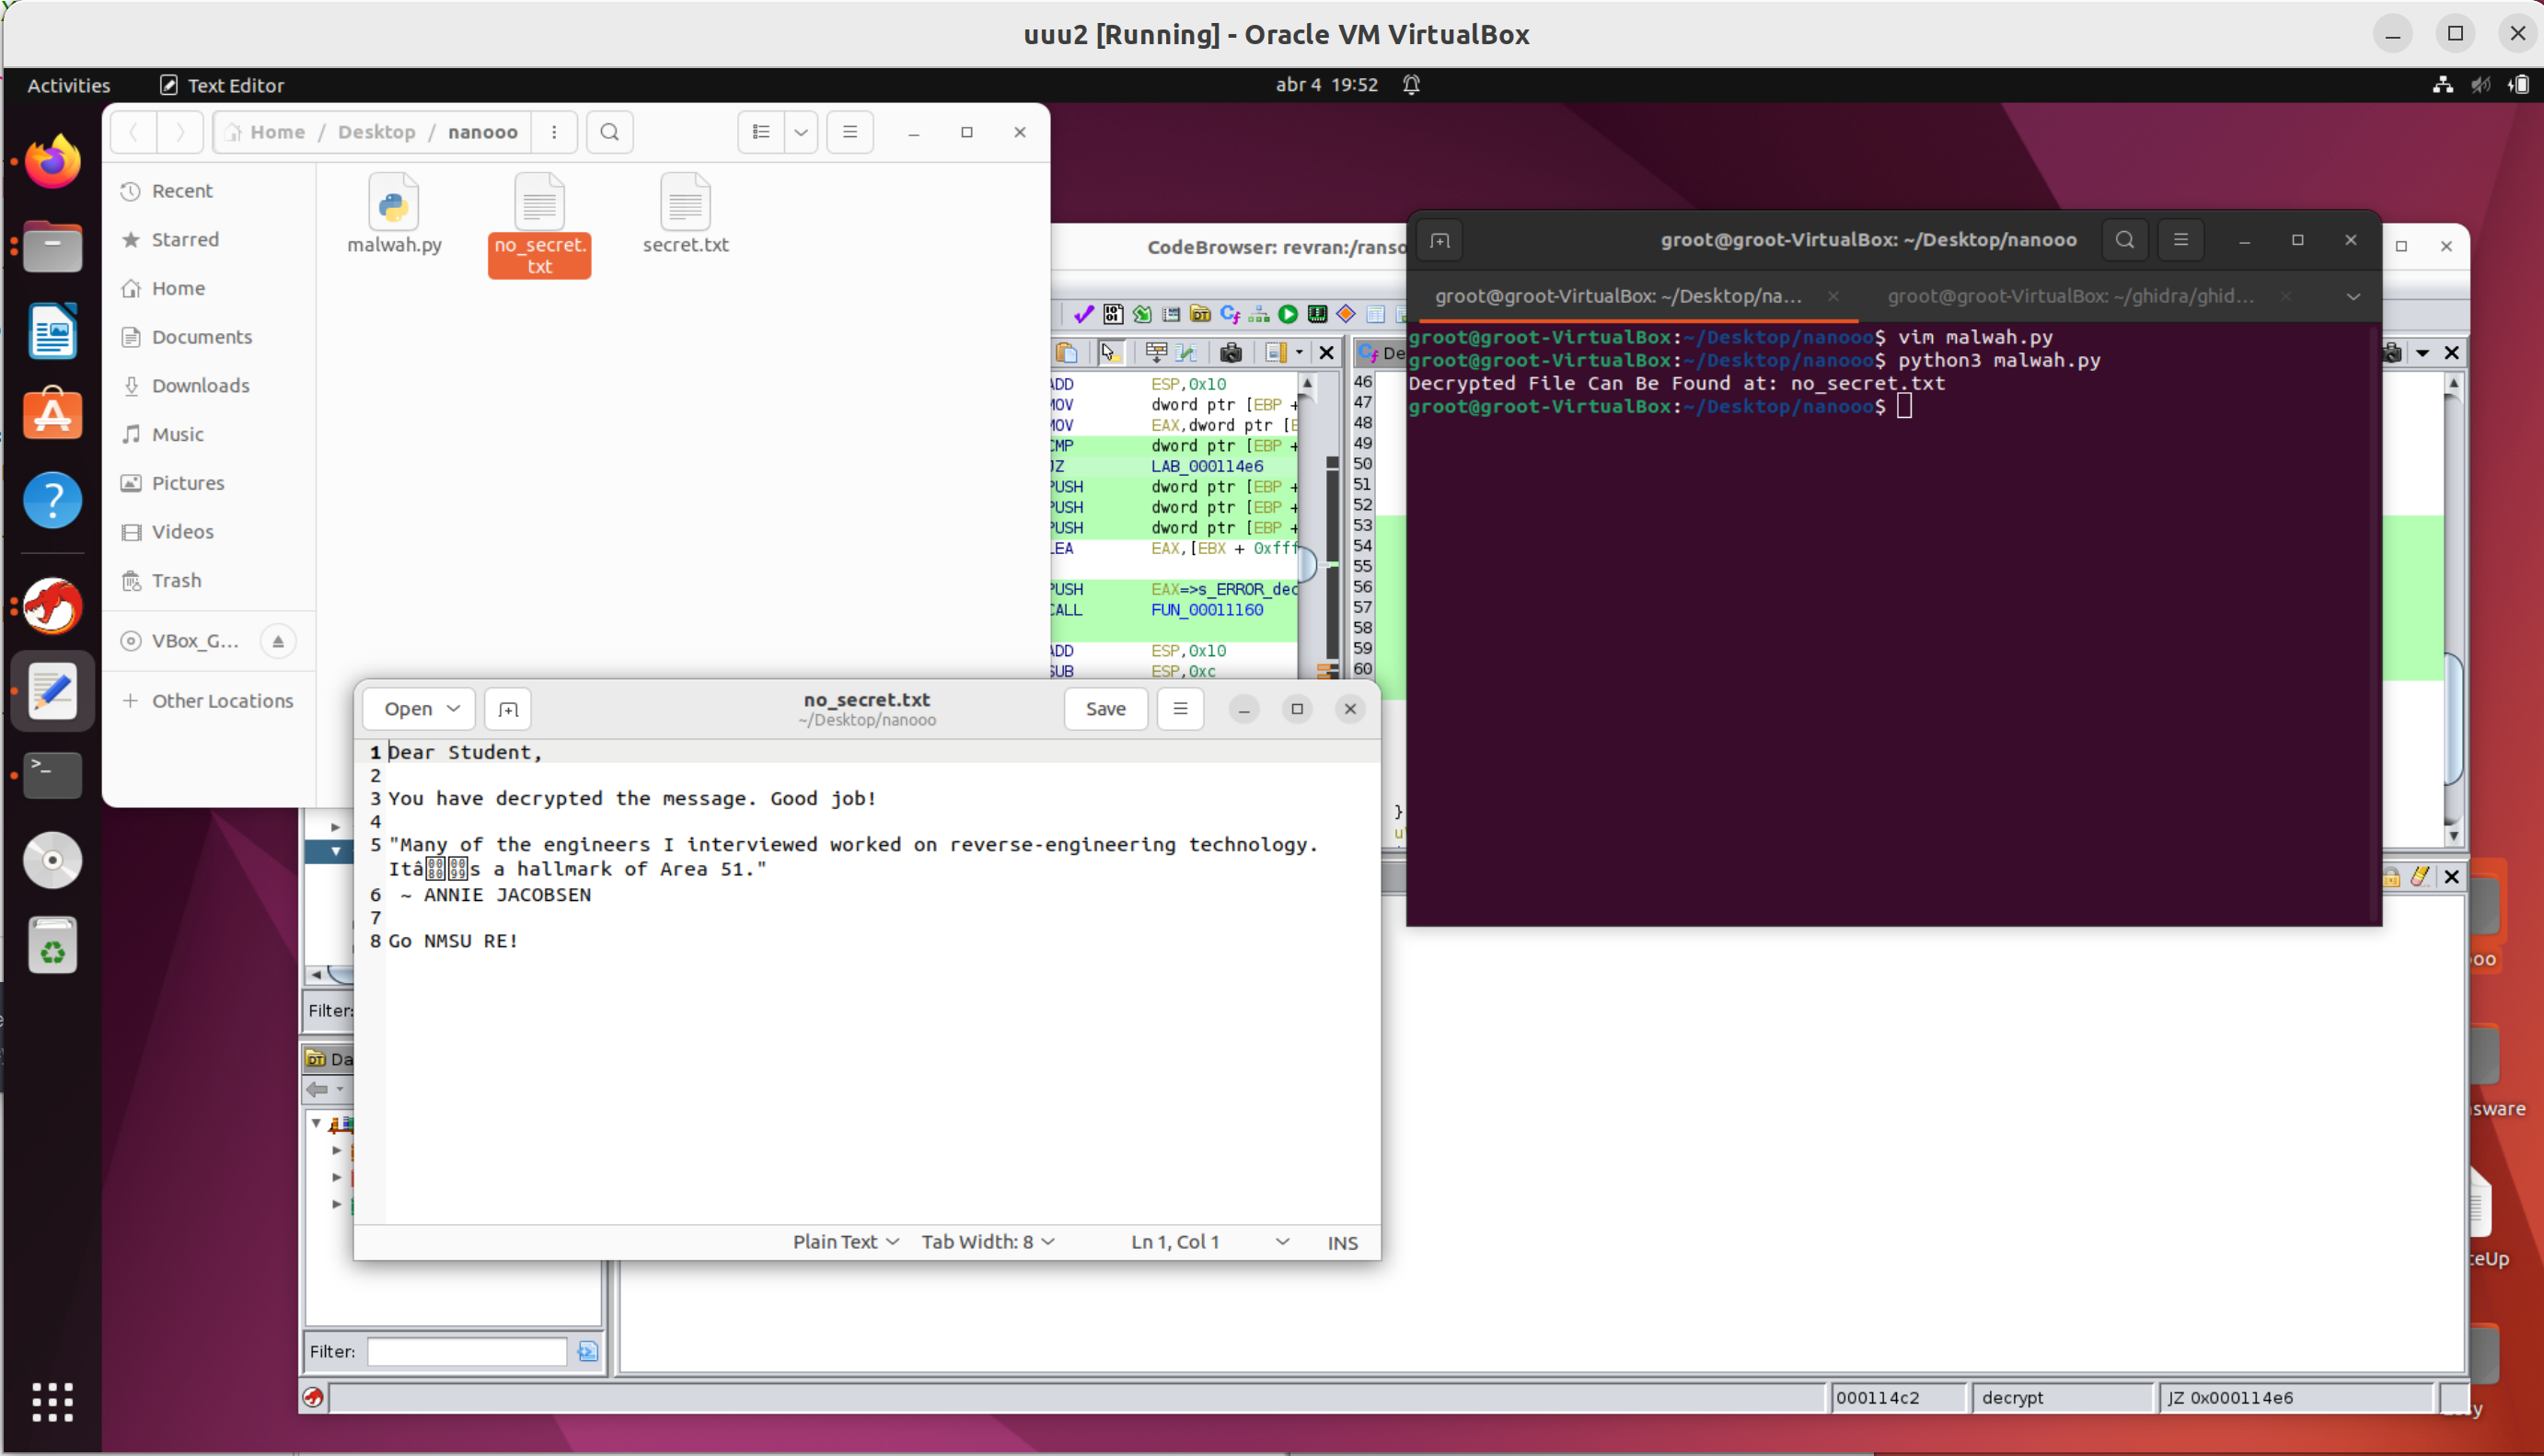 uuu2 [Running] - Oracle VM VirtualBox
Activities
Text Editor
abr 4 19:52
Home / Desktop / nanooo
Recent
Starred
Home
Documents
Downloads
Music
Pictures
Videos
Trash
VBox_G...
Other Locations
malwah.py
no_secret.
txt
secret.txt
CodeBrowser: revran:/ranso
ADD ESP,0x10
MOV dword ptr [EBP +
MOV EAX,dword ptr [E
CMP dword ptr [EBP +
JZ LAB_000114e6
PUSH dword ptr [EBP +
PUSH dword ptr [EBP +
PUSH dword ptr [EBP +
LEA EAX,[EBX + 0xfff
PUSH EAX=>s_ERROR_dec
CALL FUN_00011160
ADD ESP,0x10
SUB ESP,0xc
De
46
47
48
49
50
51
52
53
54
55
56
57
58
59
60
}
groot@groot-VirtualBox: ~/Desktop/nanooo
groot@groot-VirtualBox: ~/Desktop/na...
groot@groot-VirtualBox: ~/ghidra/ghid...
groot@groot-VirtualBox:~/Desktop/nanooo$ vim malwah.py
groot@groot-VirtualBox:~/Desktop/nanooo$ python3 malwah.py
Decrypted File Can Be Found at: no_secret.txt
groot@groot-VirtualBox:~/Desktop/nanooo$
Open
no_secret.txt
~/Desktop/nanooo
Save
1 Dear Student,
2
3 You have decrypted the message. Good job!
4
5 "Many of the engineers I interviewed worked on reverse-engineering technology.
Itâs a hallmark of Area 51."
6 ~ ANNIE JACOBSEN
7
8 Go NMSU RE!
Plain Text
Tab Width: 8
Ln 1, Col 1
INS
Filter:
Da
Filter:
000114c2
decrypt
JZ 0x000114e6
ooo
sware
teUp